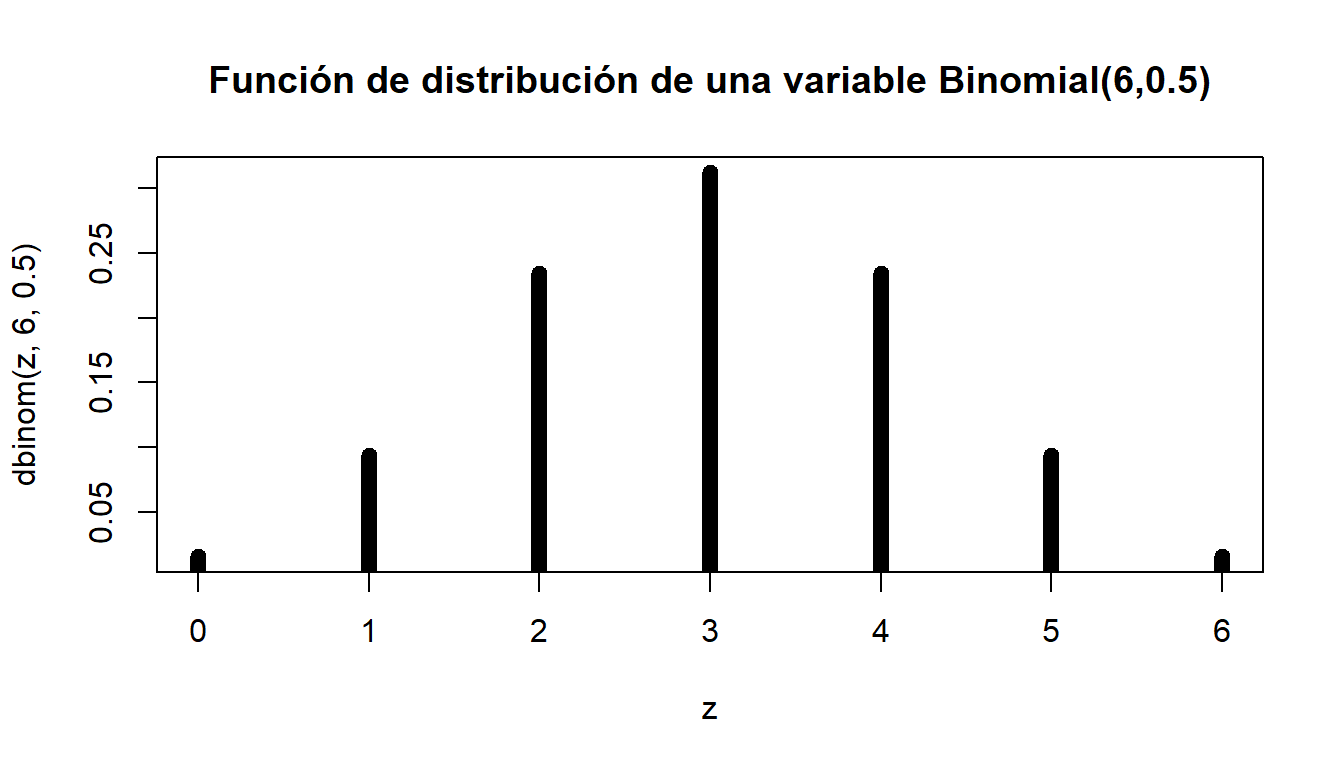 Función de distribución de una variable Binomial(6,0.5)
dbinom(z, 6, 0.5)
0.25
0.15
0.05
0 1 2 3 4 5 6
z